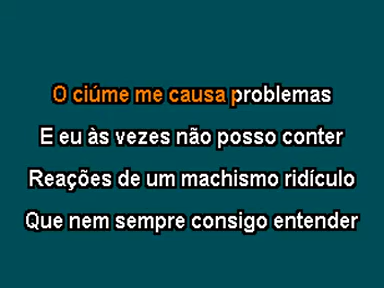 O ciúme me causa problemas
E eu às vezes não posso conter
Reações de um machismo ridículo
Que nem sempre consigo entender